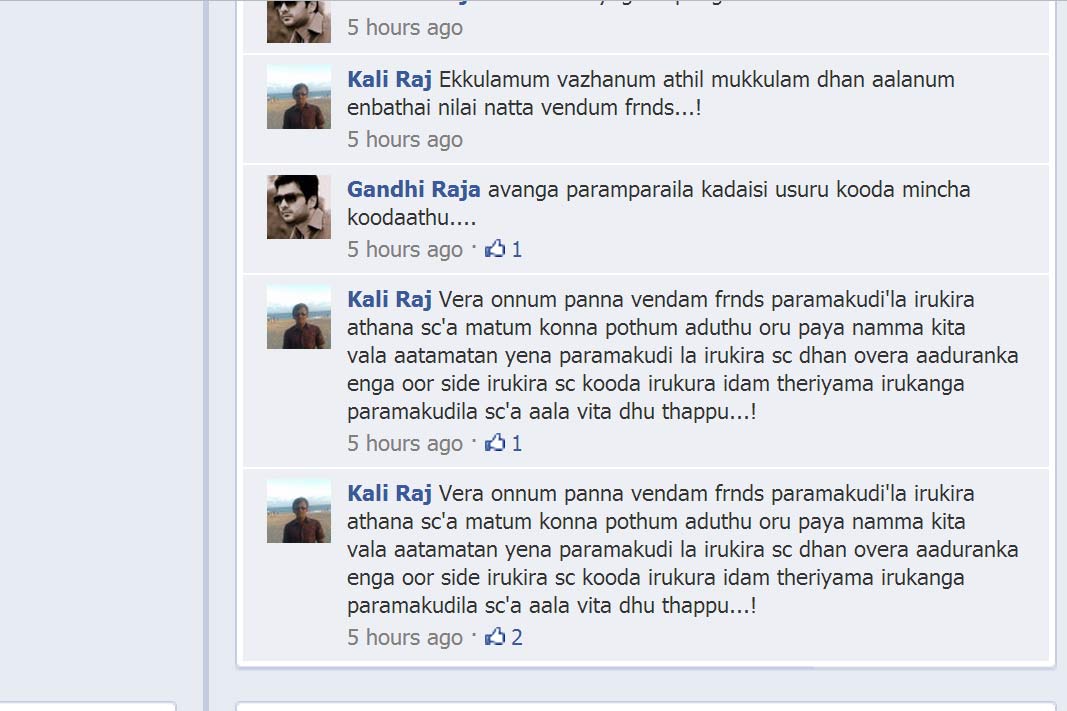 5 hours ago
Kali Raj Ekkulamum vazhanum athil mukkulam dhan aalanum
enbathai nilai natta vendum frnds...!
5 hours ago
Gandhi Raja avanga paramparaila kadaisi usuru kooda mincha
koodaathu....
5 hours ago · 1
Kali Raj Vera onnum panna vendam frnds paramakudi'la irukira
athana sc'a matum konna pothum aduthu oru paya namma kita
vala aatamatan yena paramakudi la irukira sc dhan overa aaduranka
enga oor side irukira sc kooda irukura idam theriyama irukanga
paramakudila sc'a aala vita dhu thappu...!
5 hours ago · 1
Kali Raj Vera onnum panna vendam frnds paramakudi'la irukira
athana sc'a matum konna pothum aduthu oru paya namma kita
vala aatamatan yena paramakudi la irukira sc dhan overa aaduranka
enga oor side irukira sc kooda irukura idam theriyama irukanga
paramakudila sc'a aala vita dhu thappu...!
5 hours ago · 2